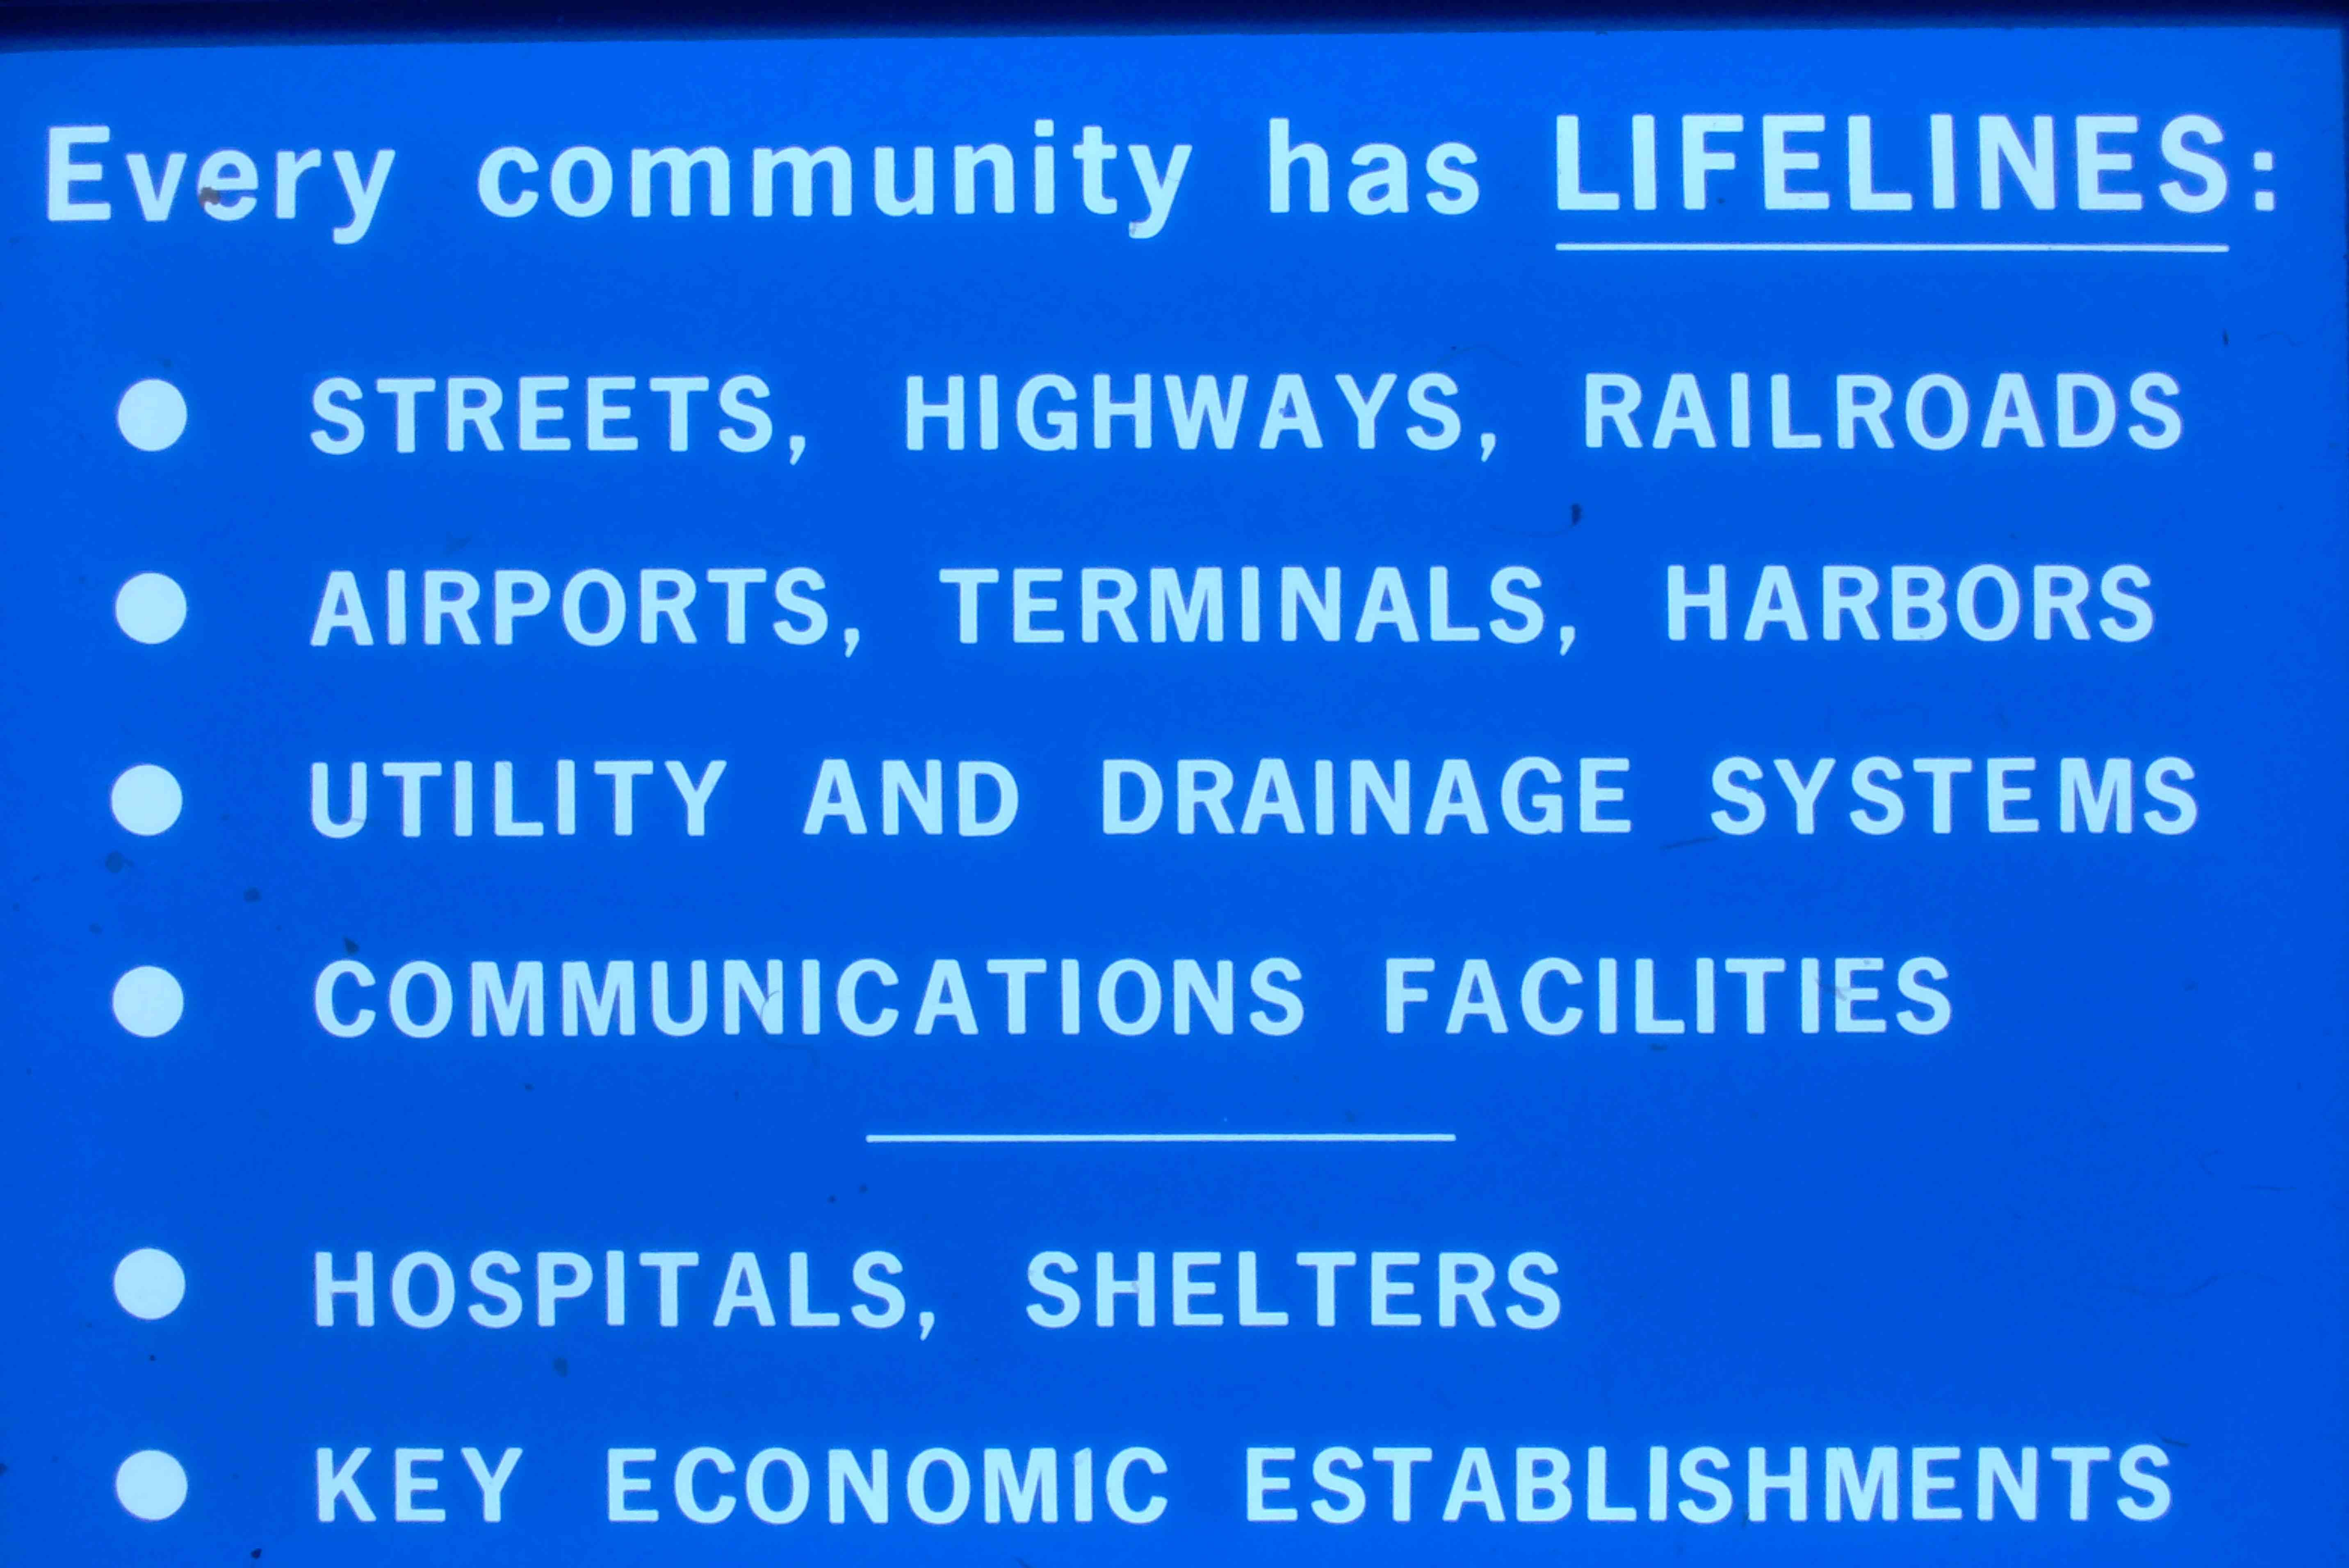 Every community has LIFELINES:
● STREETS, HIGHWAYS, RAILROADS
● AIRPORTS, TERMINALS, HARBORS
● UTILITY AND DRAINAGE SYSTEMS
● COMMUNICATIONS FACILITIES
● HOSPITALS, SHELTERS
● KEY ECONOMIC ESTABLISHMENTS